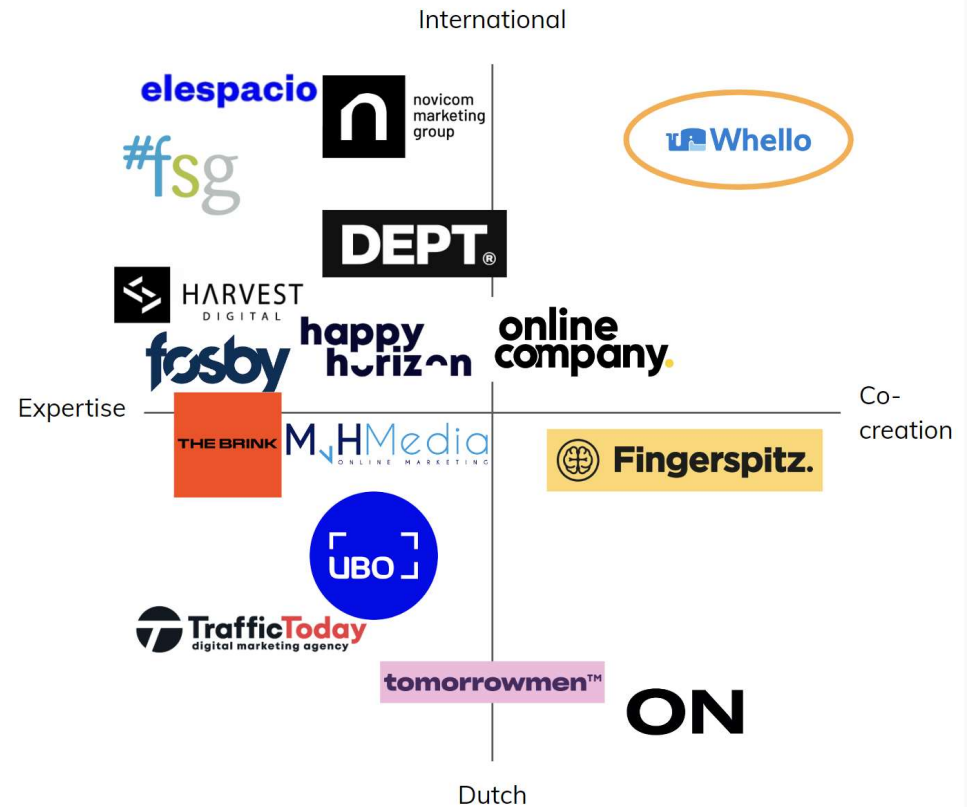 International
elespacio
novicom
marketing
group
Whello
#fsg
DEPT®
HARVEST
DIGITAL
happy
horizon
online
company.
fosby
Expertise
Co-
creation
THE BRINK
MvHMedia
ONLINE MARKETING
Fingerspitz.
UBO
TrafficToday
digital marketing agency
tomorrowmen™
ON
Dutch